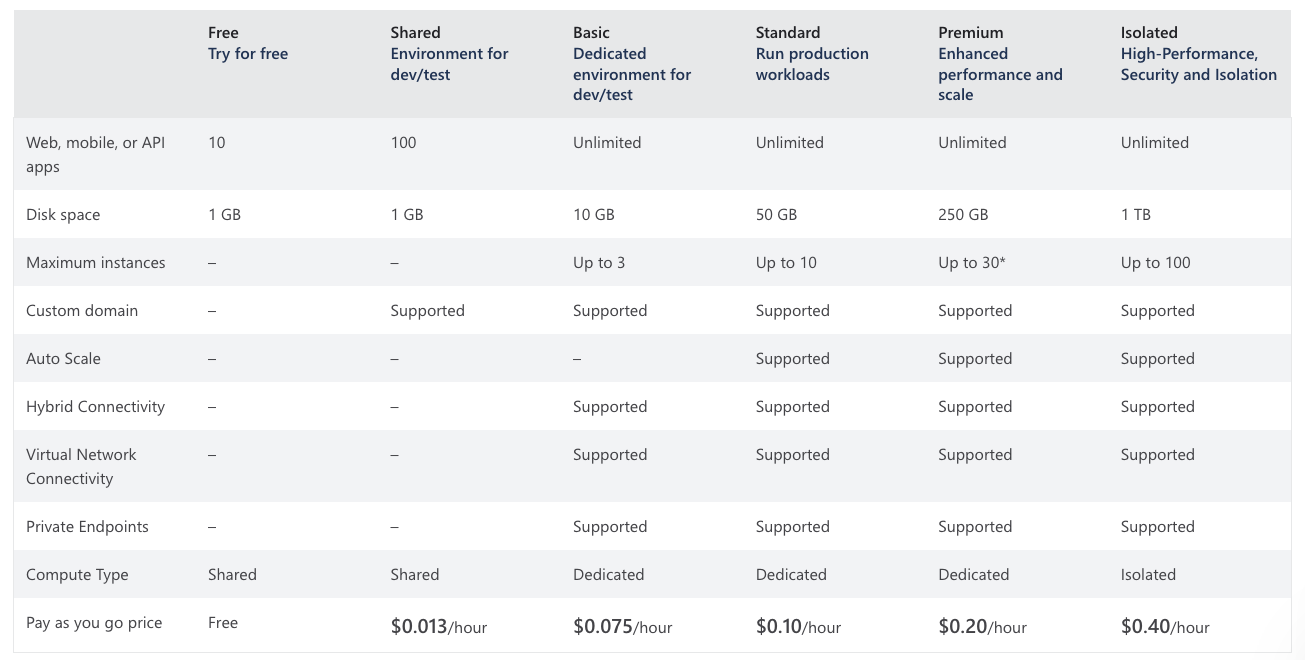 Free Shared Basic Standard Premium Isolated
Try for free Environment for Dedicated Run production Enhanced High-Performance,
dev/test environment for workloads performance and Security and Isolation
dev/test scale
Web, mobile, or API 10 100 Unlimited Unlimited Unlimited Unlimited
apps
Disk space 1 GB 1 GB 10 GB 50 GB 250 GB 1 TB
Maximum instances – – Up to 3 Up to 10 Up to 30* Up to 100
Custom domain – Supported Supported Supported Supported Supported
Auto Scale – – – Supported Supported Supported
Hybrid Connectivity – – Supported Supported Supported Supported
Virtual Network – – Supported Supported Supported Supported
Connectivity
Private Endpoints – – Supported Supported Supported Supported
Compute Type Shared Shared Dedicated Dedicated Dedicated Isolated
Pay as you go price Free $0.013/hour $0.075/hour $0.10/hour $0.20/hour $0.40/hour